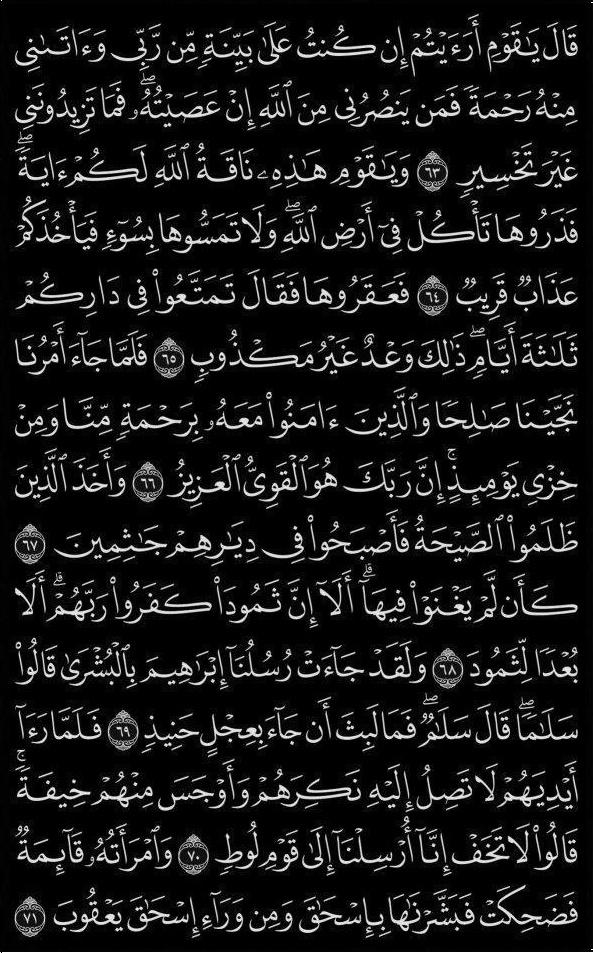 قَالَ يَٰقَوْمِ أَرَءَيْتُمْ إِن كُنتُ عَلَىٰ بَيِّنَةٍ مِّن رَّبِّي وَءَاتَىٰنِي
مِنْهُ رَحْمَةً فَمَن يَنصُرُنِي مِنَ ٱللَّهِ إِنْ عَصَيْتُهُۥۖ فَمَا تَزِيدُونَنِي
غَيْرَ تَخْسِيرٍ ٦٣ وَيَٰقَوْمِ هَٰذِهِۦ نَاقَةُ ٱللَّهِ لَكُمْ ءَايَةًۖ
فَذَرُوهَا تَأْكُلْ فِيٓ أَرْضِ ٱللَّهِۖ وَلَا تَمَسُّوهَا بِسُوٓءٍ فَيَأْخُذَكُمْ
عَذَابٌ قَرِيبٌ ٦٤ فَعَقَرُوهَا فَقَالَ تَمَتَّعُوا۟ فِي دَارِكُمْ
ثَلَٰثَةَ أَيَّامٍۖ ذَٰلِكَ وَعْدٌ غَيْرُ مَكْذُوبٍ ٦٥ فَلَمَّا جَآءَ أَمْرُنَا
نَجَّيْنَا صَٰلِحًا وَٱلَّذِينَ ءَامَنُوا۟ مَعَهُۥ بِرَحْمَةٍ مِّنَّا وَمِنْ
خِزْيِ يَوْمِئِذٍۚ إِنَّ رَبَّكَ هُوَ ٱلْقَوِيُّ ٱلْعَزِيزُ ٦٦ وَأَخَذَ ٱلَّذِينَ
ظَلَمُوا۟ ٱلصَّيْحَةُ فَأَصْبَحُوا۟ فِي دِيَٰرِهِمْ جَٰثِمِينَ ٦٧
كَأَن لَّمْ يَغْنَوْا۟ فِيهَآۗ أَلَآ إِنَّ ثَمُودَا۟ كَفَرُوا۟ رَبَّهُمْۗ أَلَا
بُعْدًا لِّثَمُودَ ٦٨ وَلَقَدْ جَآءَتْ رُسُلُنَآ إِبْرَٰهِيمَ بِٱلْبُشْرَىٰ قَالُوا۟
سَلَٰمًاۖ قَالَ سَلَٰمٌۖ فَمَا لَبِثَ أَن جَآءَ بِعِجْلٍ حَنِيذٍ ٦٩ فَلَمَّا رَءَآ
أَيْدِيَهُمْ لَا تَصِلُ إِلَيْهِ نَكِرَهُمْ وَأَوْجَسَ مِنْهُمْ خِيفَةًۚ
قَالُوا۟ لَا تَخَفْ إِنَّآ أُرْسِلْنَآ إِلَىٰ قَوْمِ لُوطٍ ٧٠ وَٱمْرَأَتُهُۥ قَآئِمَةٌ
فَضَحِكَتْ فَبَشَّرْنَٰهَا بِإِسْحَٰقَ وَمِن وَرَآءِ إِسْحَٰقَ يَعْقُوبَ ٧١